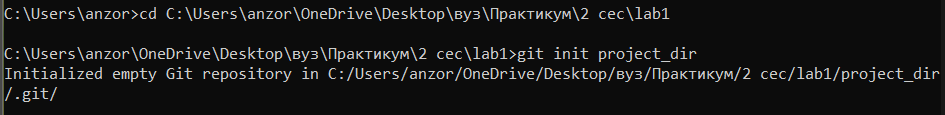 C:\Users\anzor>cd C:\Users\anzor\OneDrive\Desktop\вуз\Практикум\2 сес\lab1
C:\Users\anzor\OneDrive\Desktop\вуз\Практикум\2 сес\lab1>git init project_dir
Initialized empty Git repository in C:/Users/anzor/OneDrive/Desktop/вуз/Практикум/2 сес/lab1/project_dir
/.git/